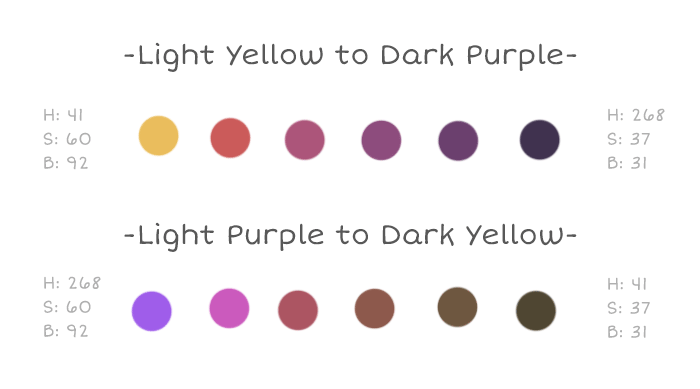 -Light Yellow to Dark Purple-
H: 41
S: 60
B: 92
H: 268
S: 37
B: 31
-Light Purple to Dark Yellow-
H: 268
S: 60
B: 92
H: 41
S: 37
B: 31